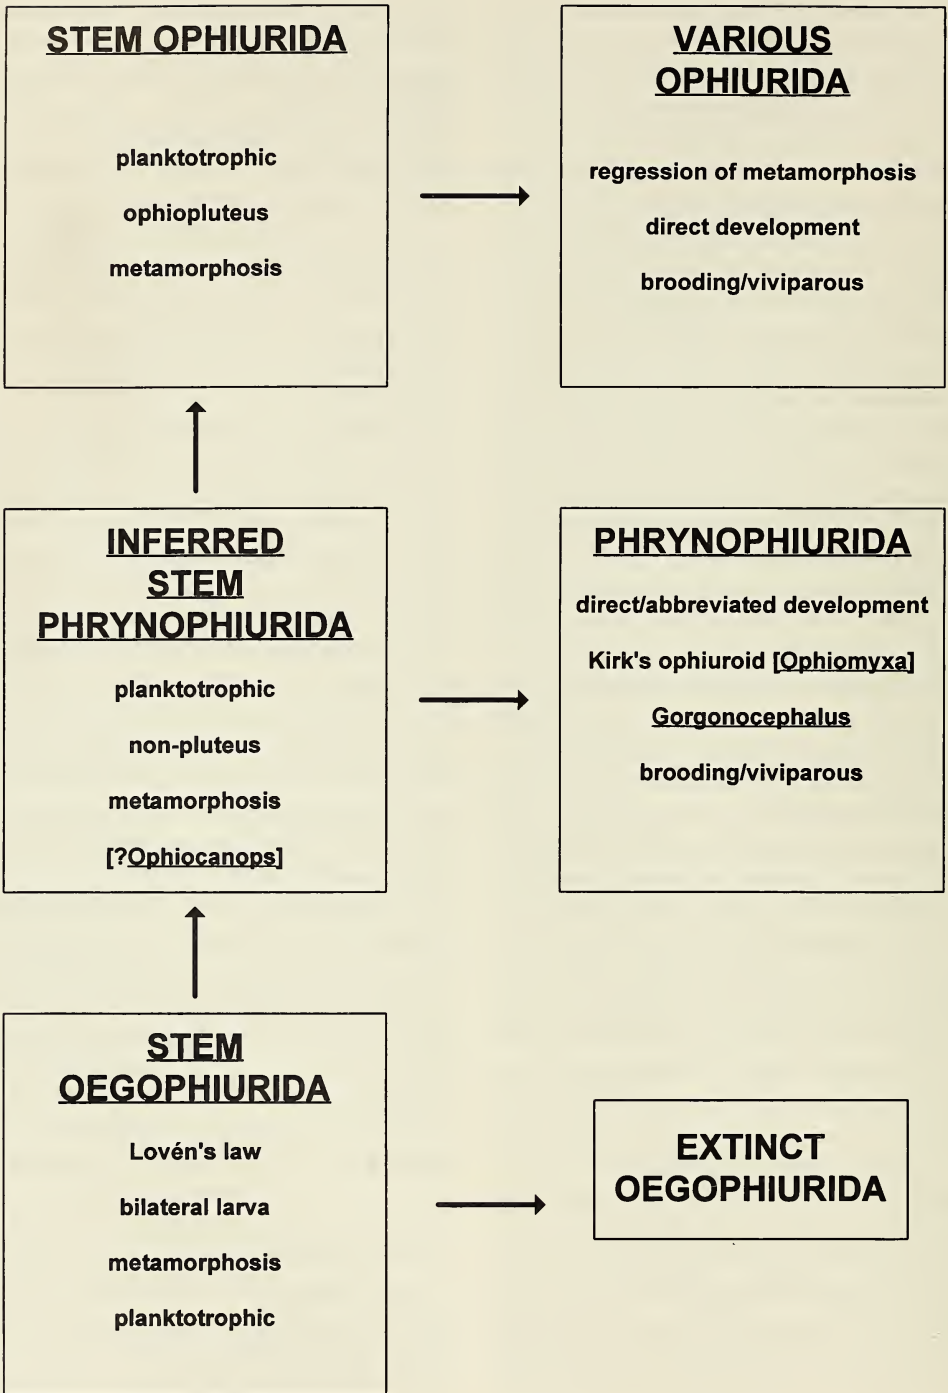 STEM OPHIURIDA
planktotrophic
ophiopluteus
metamorphosis
VARIOUS
OPHIURIDA
regression of metamorphosis
direct development
brooding/viviparous
INFERRED
STEM
PHRYNOPHIURIDA
planktotrophic
non-pluteus
metamorphosis
[?Ophiocanops]
PHRYNOPHIURIDA
direct/abbreviated development
Kirk's ophiuroid [Ophiomyxa]
Gorgonocephalus
brooding/viviparous
STEM
OEGOPHIURIDA
Lovén's law
bilateral larva
metamorphosis
planktotrophic
EXTINCT
OEGOPHIURIDA